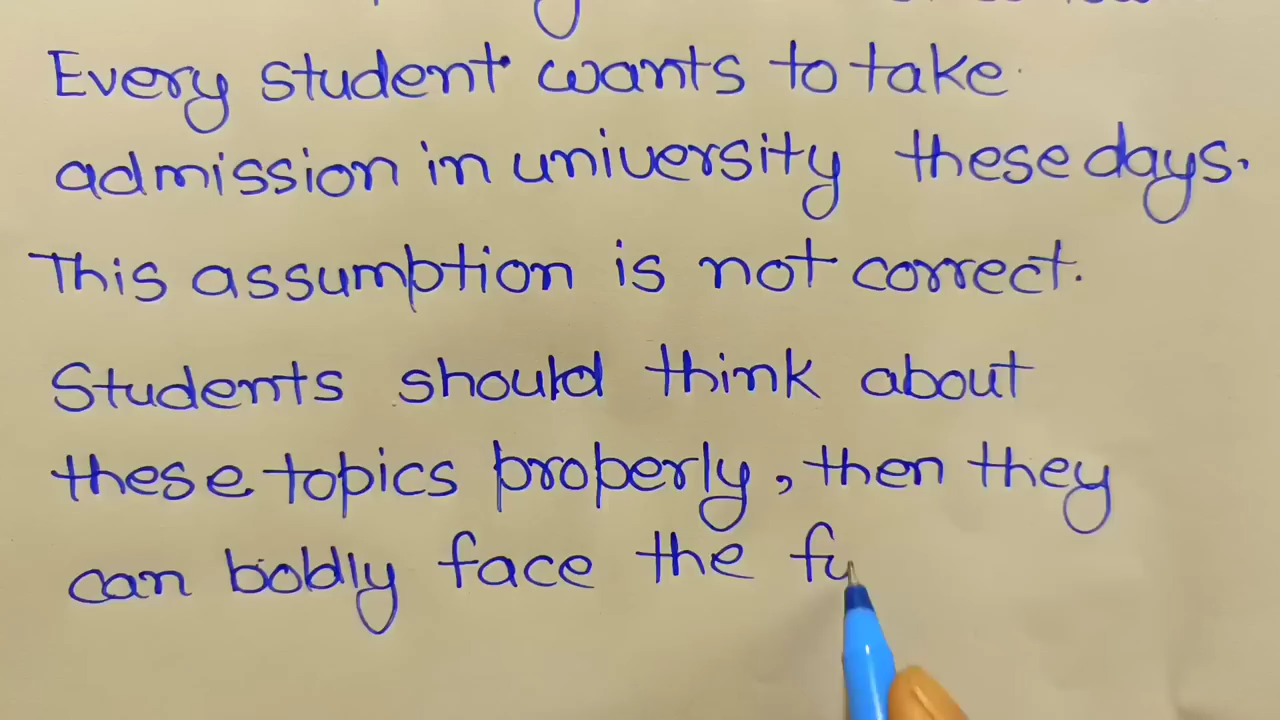 Every student wants to take
admission in university these days.
This assumption is not correct.
Students should think about
these topics properly, then they
can boldly face the fu